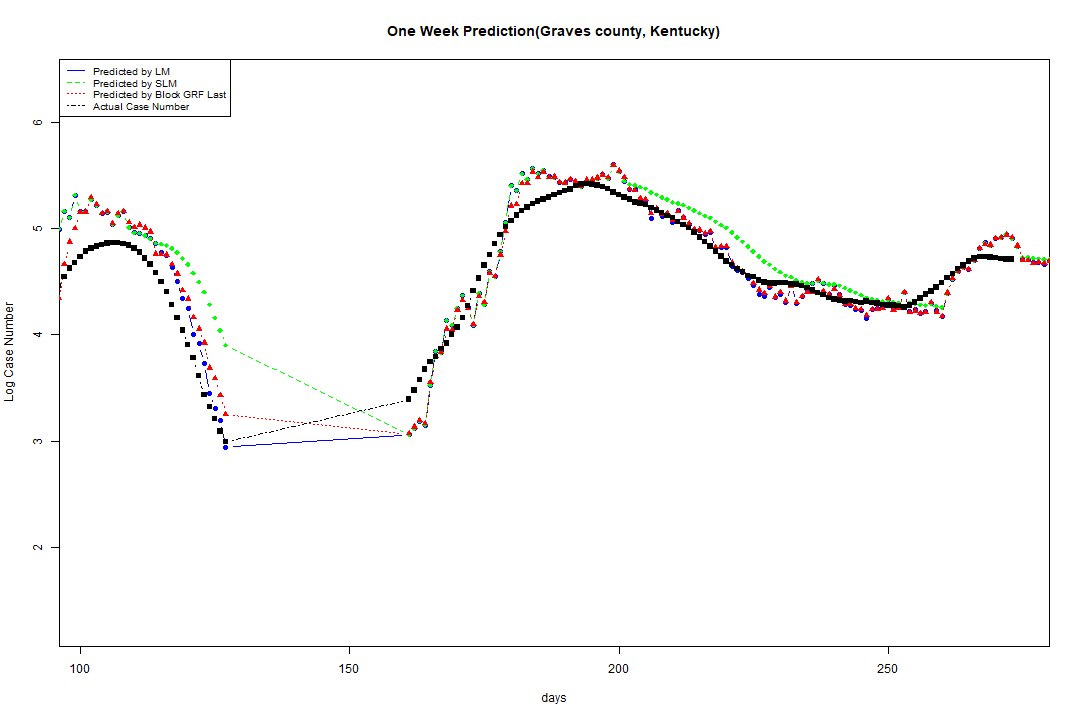 One Week Prediction(Graves county, Kentucky)
Predicted by LM
Predicted by SLM
Predicted by Block GRF Last
Actual Case Number
6
5
4
3
2
Log Case Number
100 150 200 250
days